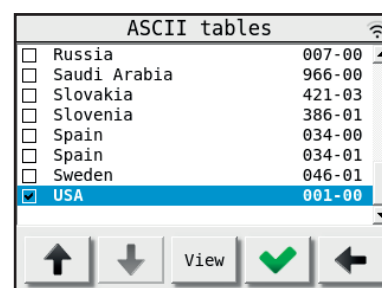 ASCII tables
Russia 007-00
Saudi Arabia 966-00
Slovakia 421-03
Slovenia 386-01
Spain 034-00
Spain 034-01
Sweden 046-01
USA 001-00
View